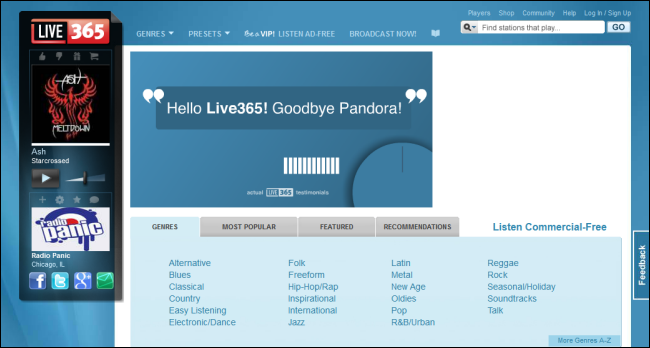 Players Shop Community Help Log In / Sign Up
LIVE 365
GENRES PRESETS Be a VIP! LISTEN AD-FREE BROADCAST NOW!
Find stations that play... GO
ASH
MELTDOWN
Ash
Starcrossed
radio
panic
Radio Panic
Chicago, IL
f t g+
❞Hello Live365! Goodbye Pandora!❞
actual LIVE 365 testimonials
GENRES MOST POPULAR FEATURED RECOMMENDATIONS Listen Commercial-Free
Alternative Folk Latin Reggae
Blues Freeform Metal Rock
Classical Hip-Hop/Rap New Age Seasonal/Holiday
Country Inspirational Oldies Soundtracks
Easy Listening International Pop Talk
Electronic/Dance Jazz R&B/Urban
More Genres A-Z
Feedback